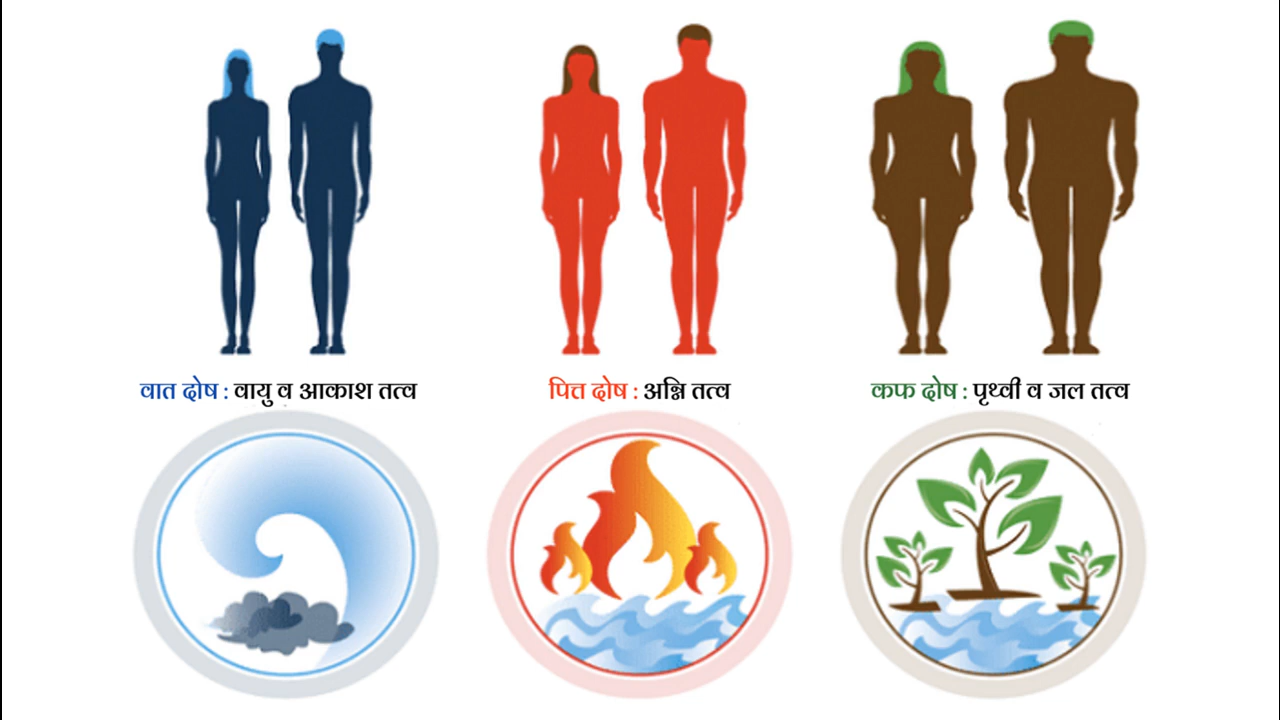 वात दोष : वायु व आकाश तत्व
पित्त दोष : अग्नि तत्व
कफ दोष : पृथ्वी व जल तत्व